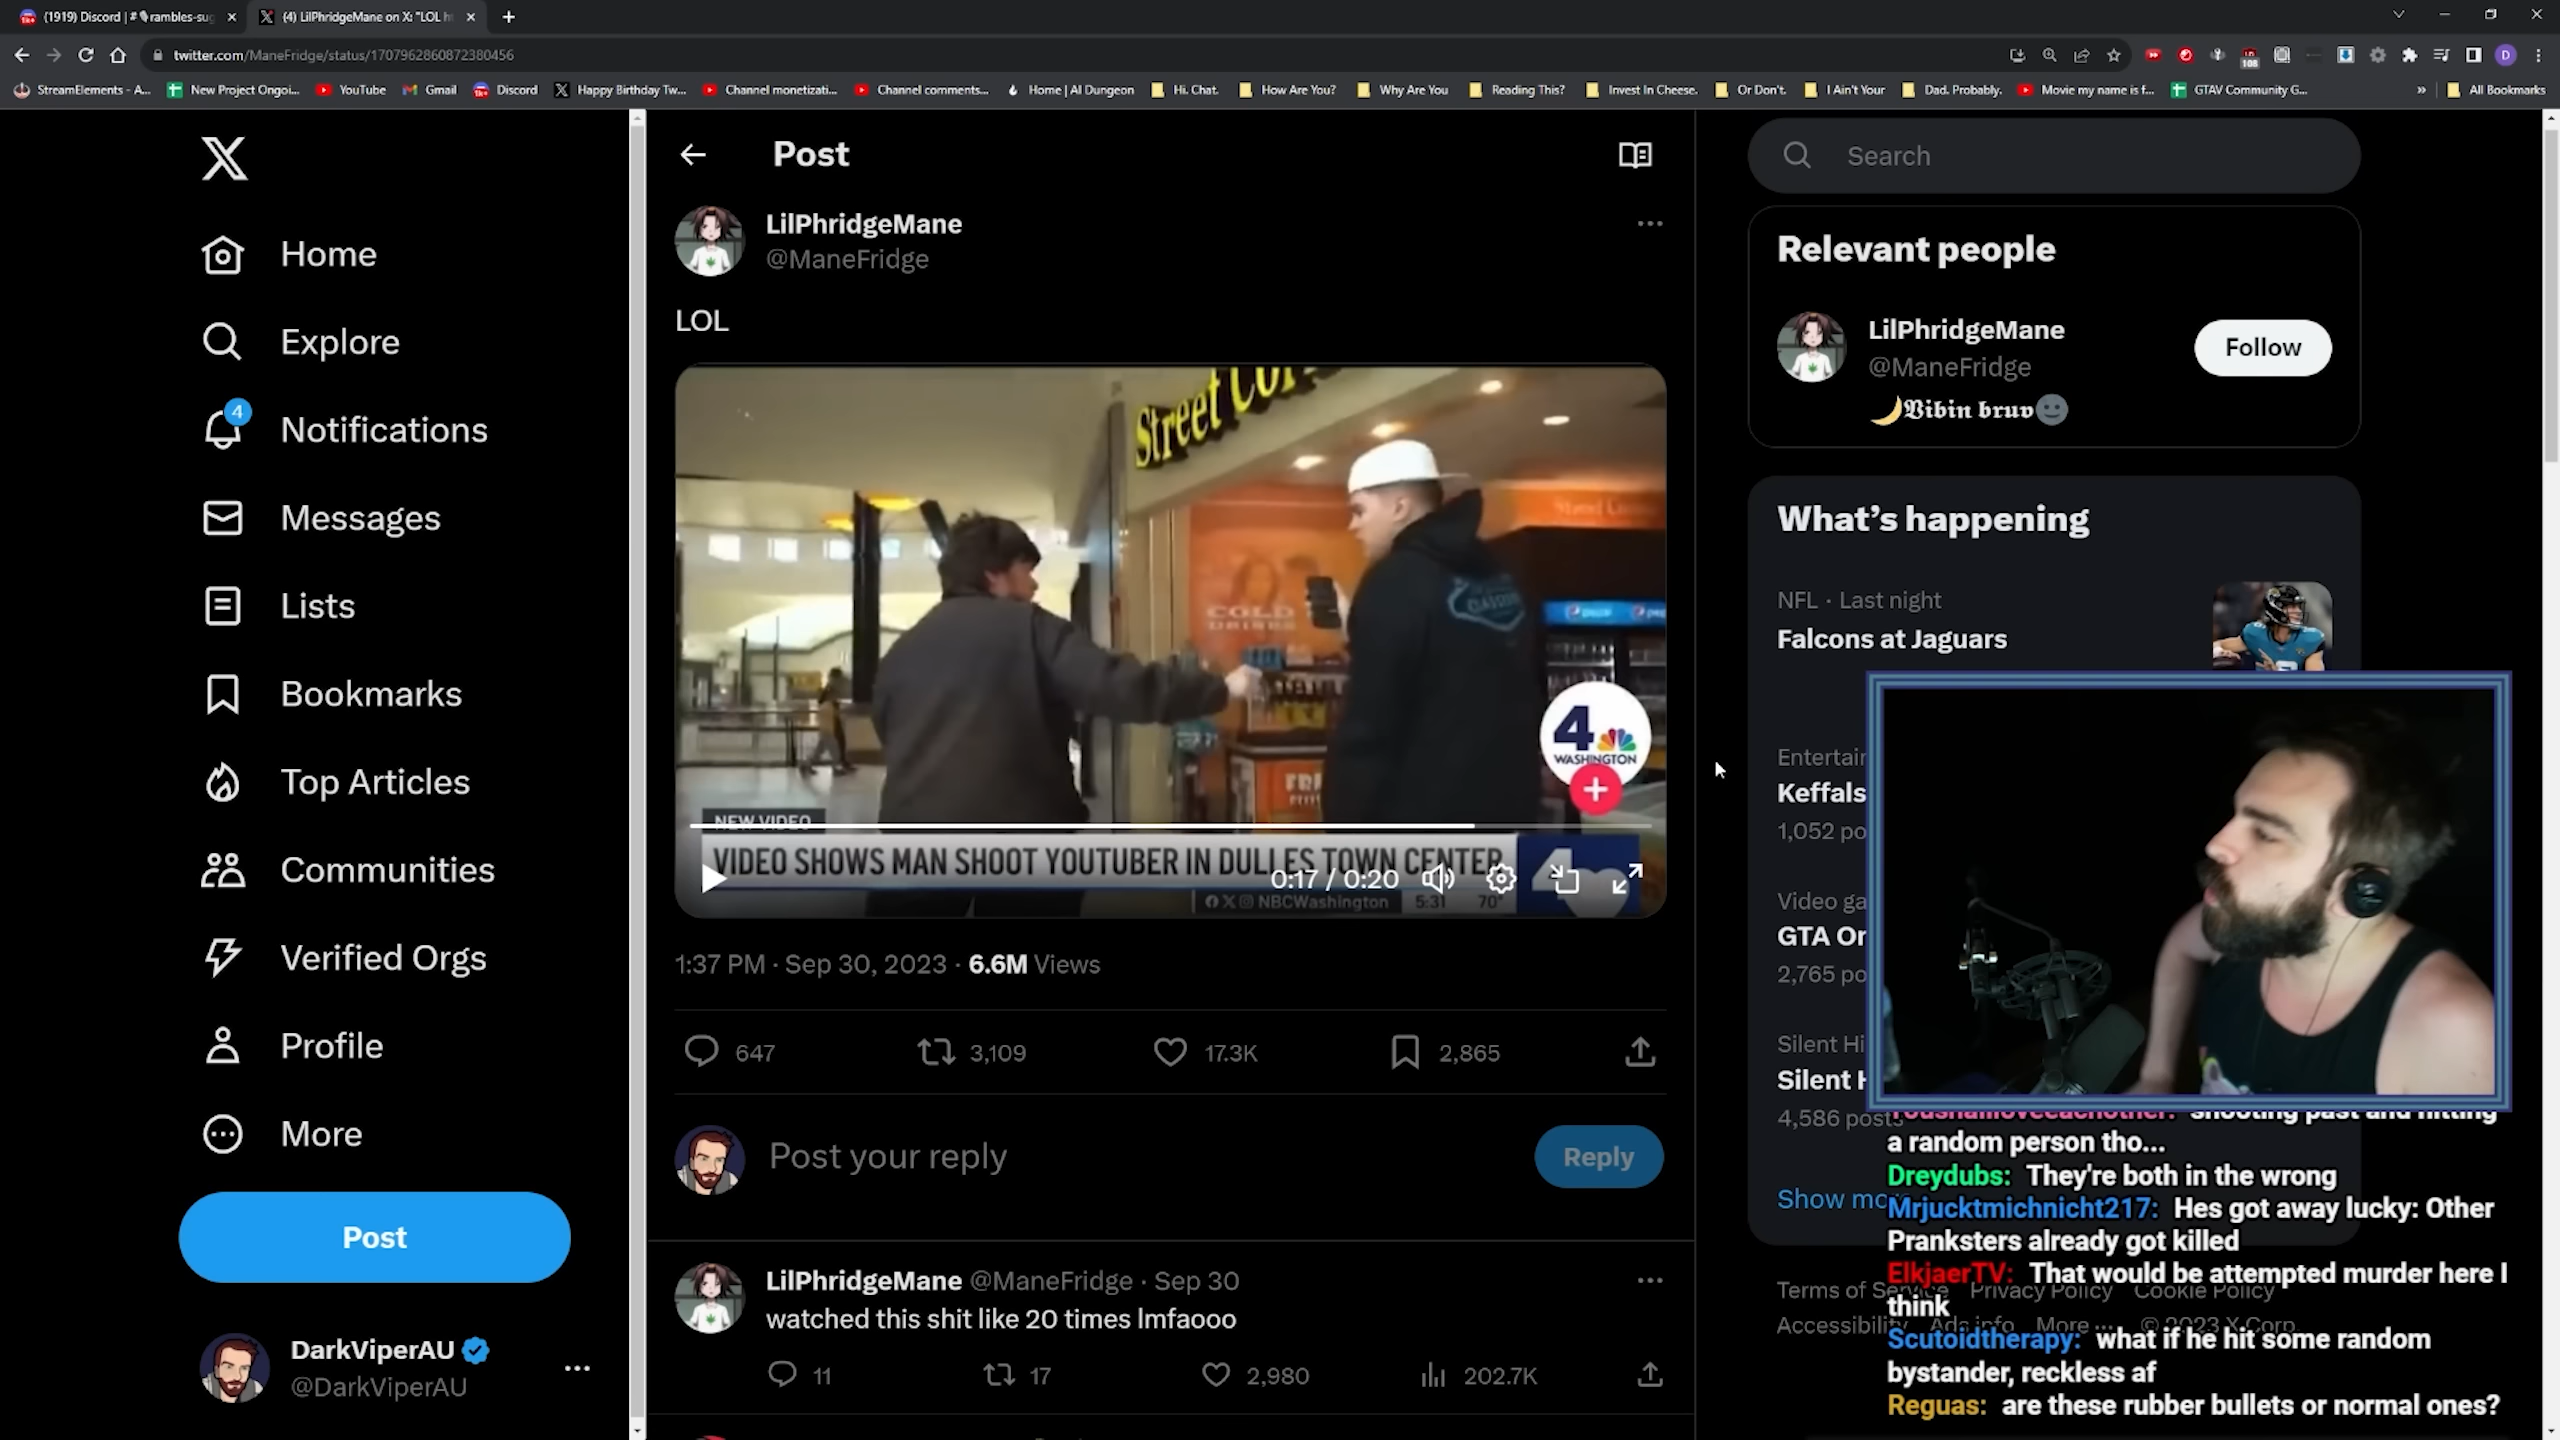 (1919) Discord | # rambles-sug
(4) LilPhridgeMane on X: "LOL h
twitter.com/ManeFridge/status/1707962860872380456
108
D
StreamElements - A...
New Project Ongoi...
YouTube
Gmail
Discord
Happy Birthday Tw...
Channel monetizati...
Channel comments...
Home | AI Dungeon
Hi. Chat.
How Are You?
Why Are You
Reading This?
Invest In Cheese.
Or Don't.
I Ain't Your
Dad. Probably.
Movie my name is f...
GTAV Community G...
»
All Bookmarks
Home
Explore
4
Notifications
Messages
Lists
Bookmarks
Top Articles
Communities
Verified Orgs
Profile
More
Post
DarkViperAU
@DarkViperAU
Post
LilPhridgeMane
@ManeFridge
LOL
Street Cor
COLD
DRINKS
pepsi
4
WASHINGTON
NEW VIDEO
VIDEO SHOWS MAN SHOOT YOUTUBER IN DULLES TOWN CENTER
4
0:17 / 0:20
NBCWashington 5:31 70°
1:37 PM · Sep 30, 2023 · 6.6M Views
647
3,109
17.3K
2,865
Post your reply
Reply
LilPhridgeMane @ManeFridge · Sep 30
watched this shit like 20 times lmfaooo
11
17
2,980
202.7K
Search
Relevant people
LilPhridgeMane
@ManeFridge
Follow
🌙𝕭𝖎𝖇𝖎𝖓 𝖇𝖗𝖚𝖛🌚
What's happening
NFL · Last night
Falcons at Jaguars
Entertain
Keffals
1,052 po
Video ga
GTA Or
2,765 po
Silent Hi
Silent H
4,586 posts
Show mo
Terms of Service Privacy Policy Cookie Policy
Accessibility Ads info More ··· © 2023 X Corp.
Youshallloveeachother: shooting past and hitting
a random person tho...
Dreydubs: They're both in the wrong
Mrjucktmichnicht217: Hes got away lucky: Other
Pranksters already got killed
ElkjaerTV: That would be attempted murder here I
think
Scutoidtherapy: what if he hit some random
bystander, reckless af
Reguas: are these rubber bullets or normal ones?